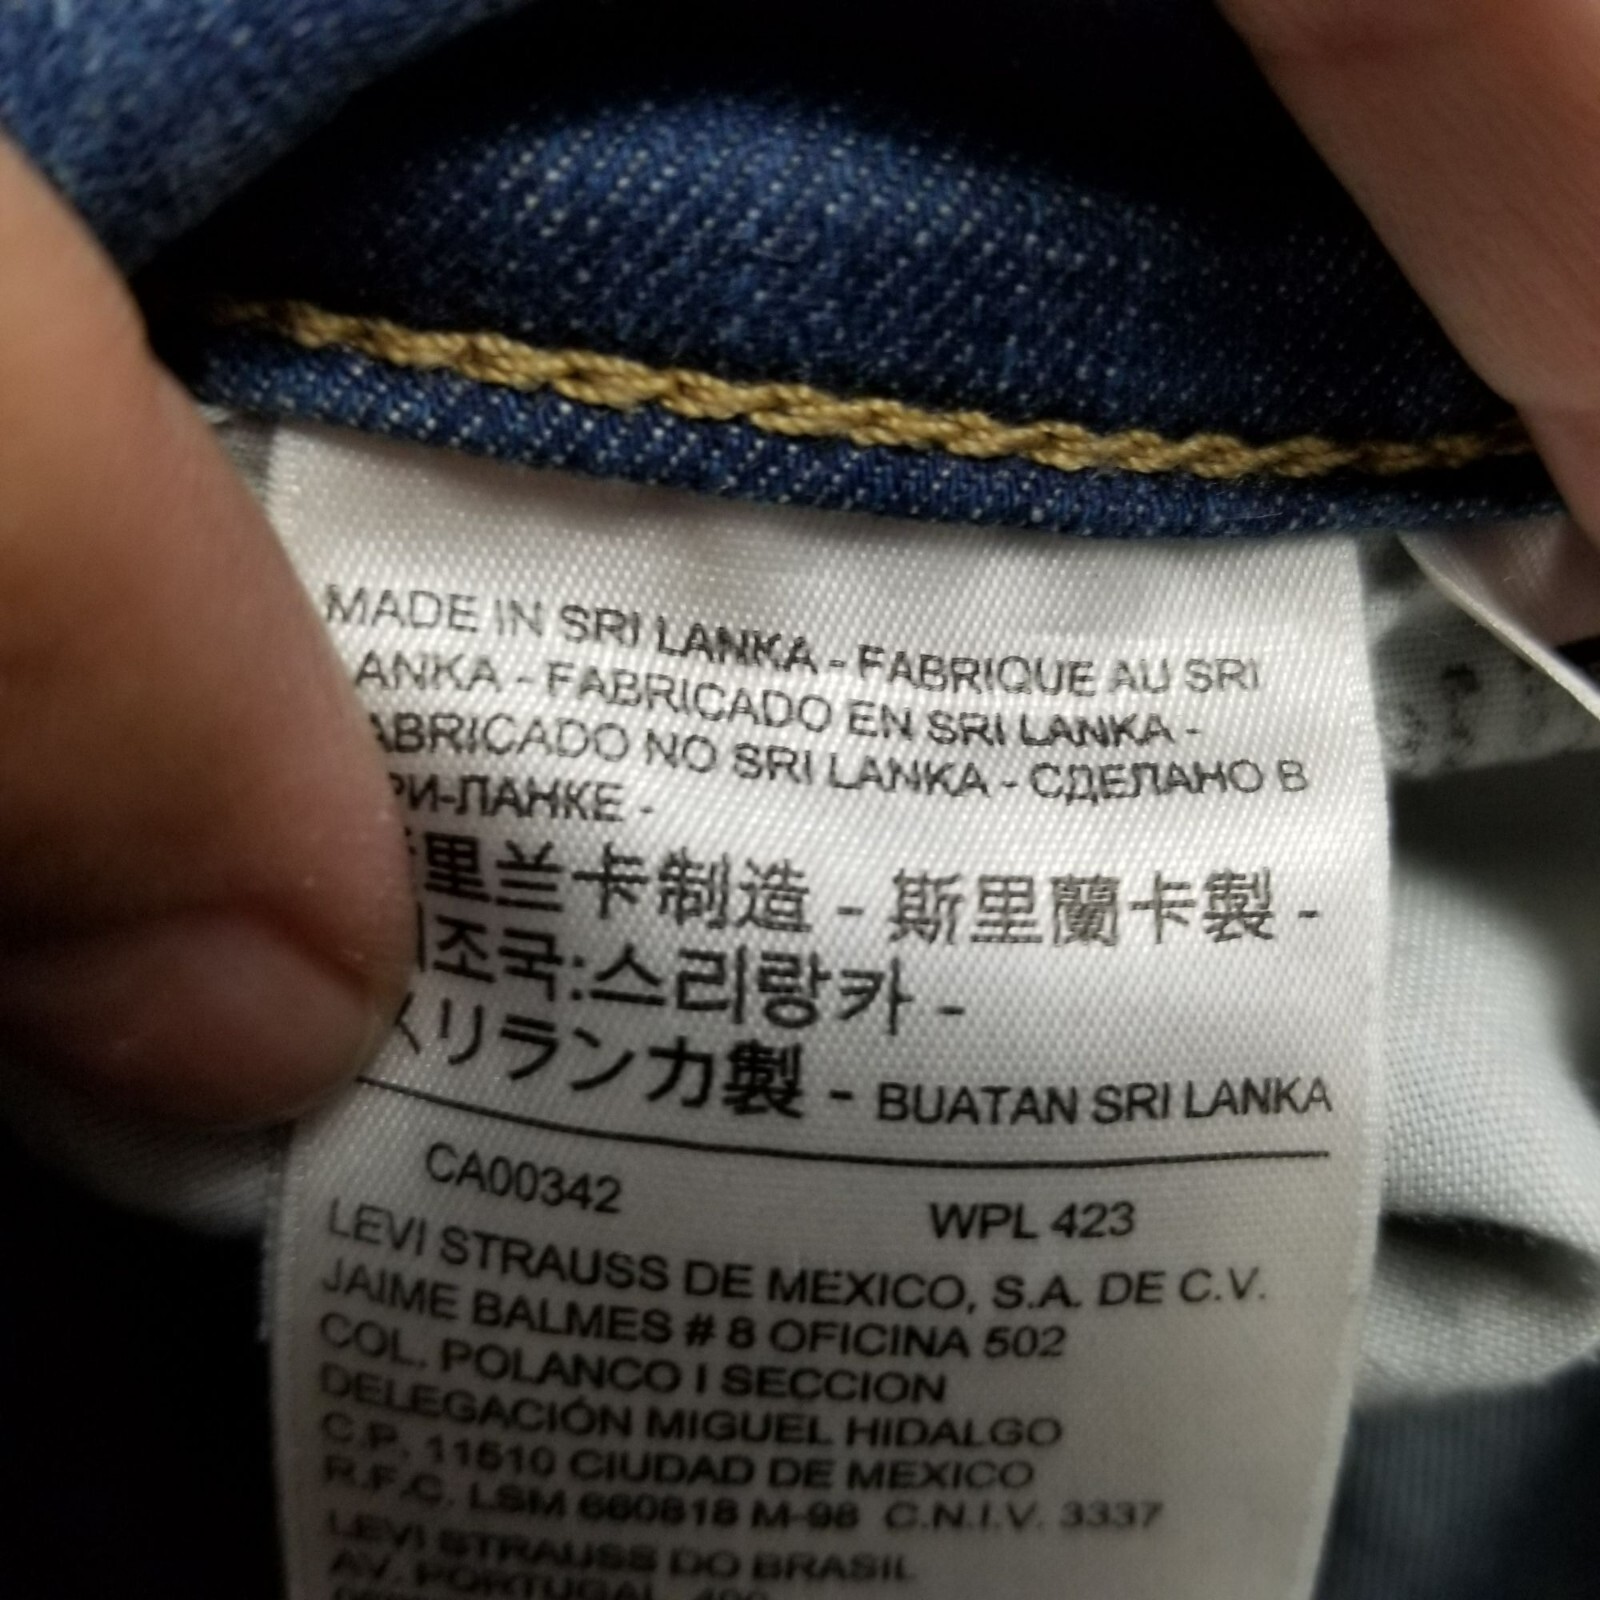 MADE IN SRI LANKA - FABRIQUE AU SRI
ANKA - FABRICADO EN SRI LANKA -
ABRICADO NO SRI LANKA - СДЕЛАНО В
РИ-ЛАНКЕ -
里兰卡制造 - 斯里蘭卡製 -
조국:스리랑카 -
スリランカ製 - BUATAN SRI LANKA
CA00342 WPL 423
LEVI STRAUSS DE MEXICO, S.A. DE C.V.
JAIME BALMES # 8 OFICINA 502
COL. POLANCO I SECCION
DELEGACIÓN MIGUEL HIDALGO
C.P. 11510 CIUDAD DE MEXICO
R.F.C. LSM 660818 M-98 C.N.I.V. 3337
LEVI STRAUSS DO BRASIL
AV. PORTUGAL